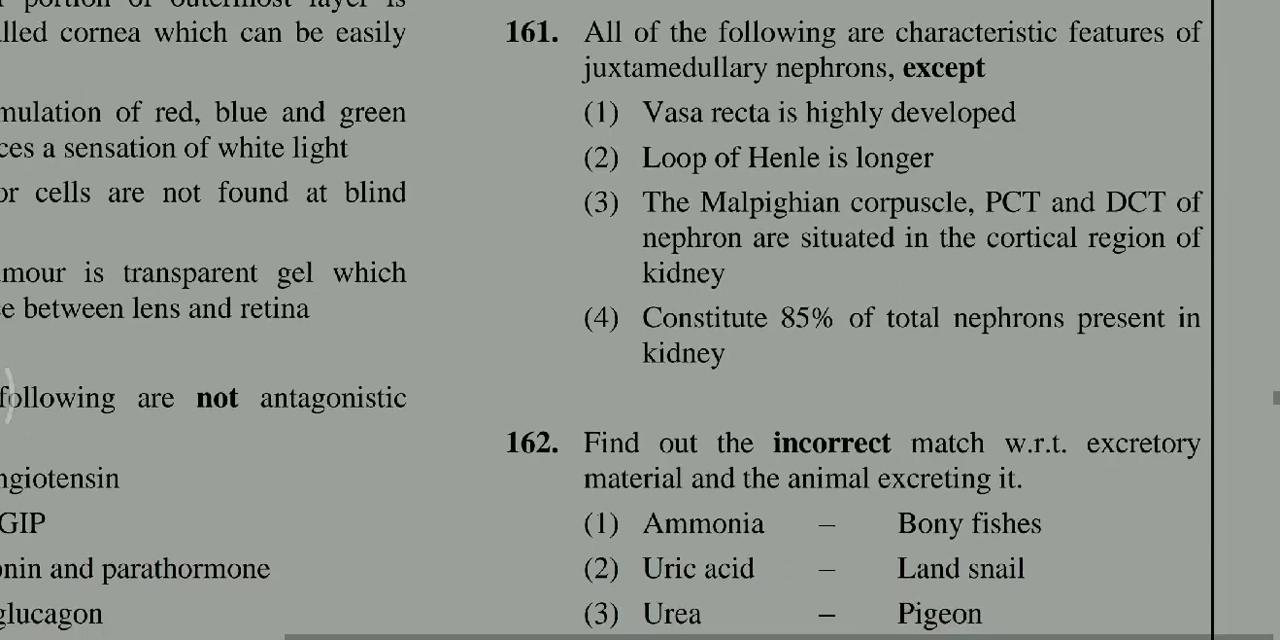 portion of outermost layer is
lled cornea which can be easily
mulation of red, blue and green
ces a sensation of white light
or cells are not found at blind
mour is transparent gel which
e between lens and retina
following are not antagonistic
ngiotensin
GIP
onin and parathormone
glucagon
161. All of the following are characteristic features of
juxtamedullary nephrons, except
(1) Vasa recta is highly developed
(2) Loop of Henle is longer
(3) The Malpighian corpuscle, PCT and DCT of
nephron are situated in the cortical region of
kidney
(4) Constitute 85% of total nephrons present in
kidney
162. Find out the incorrect match w.r.t. excretory
material and the animal excreting it.
(1) Ammonia – Bony fishes
(2) Uric acid – Land snail
(3) Urea – Pigeon